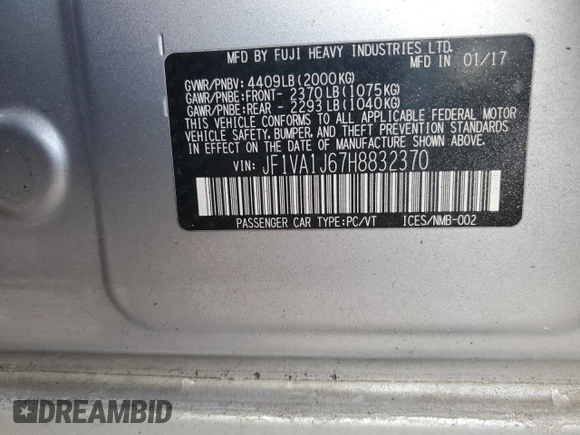 MFD BY FUJI HEAVY INDUSTRIES LTD.
MFD IN 01/17
GVWR/PNBV: 4409LB(2000KG)
GAWR/PNBE:FRONT- 2370LB(1075KG)
GAWR/PNBE:REAR - 2293LB(1040KG)
THIS VEHICLE CONFORMS TO ALL APPLICABLE FEDERAL MOTOR
VEHICLE SAFETY, BUMPER, AND THEFT PREVENTION STANDARDS
IN EFFECT ON THE DATE OF MANUFACTURE SHOWN ABOVE.
VIN: JF1VA1J67H8832370
PASSENGER CAR TYPE:PC/VT ICES/NMB-002
DREAMBID